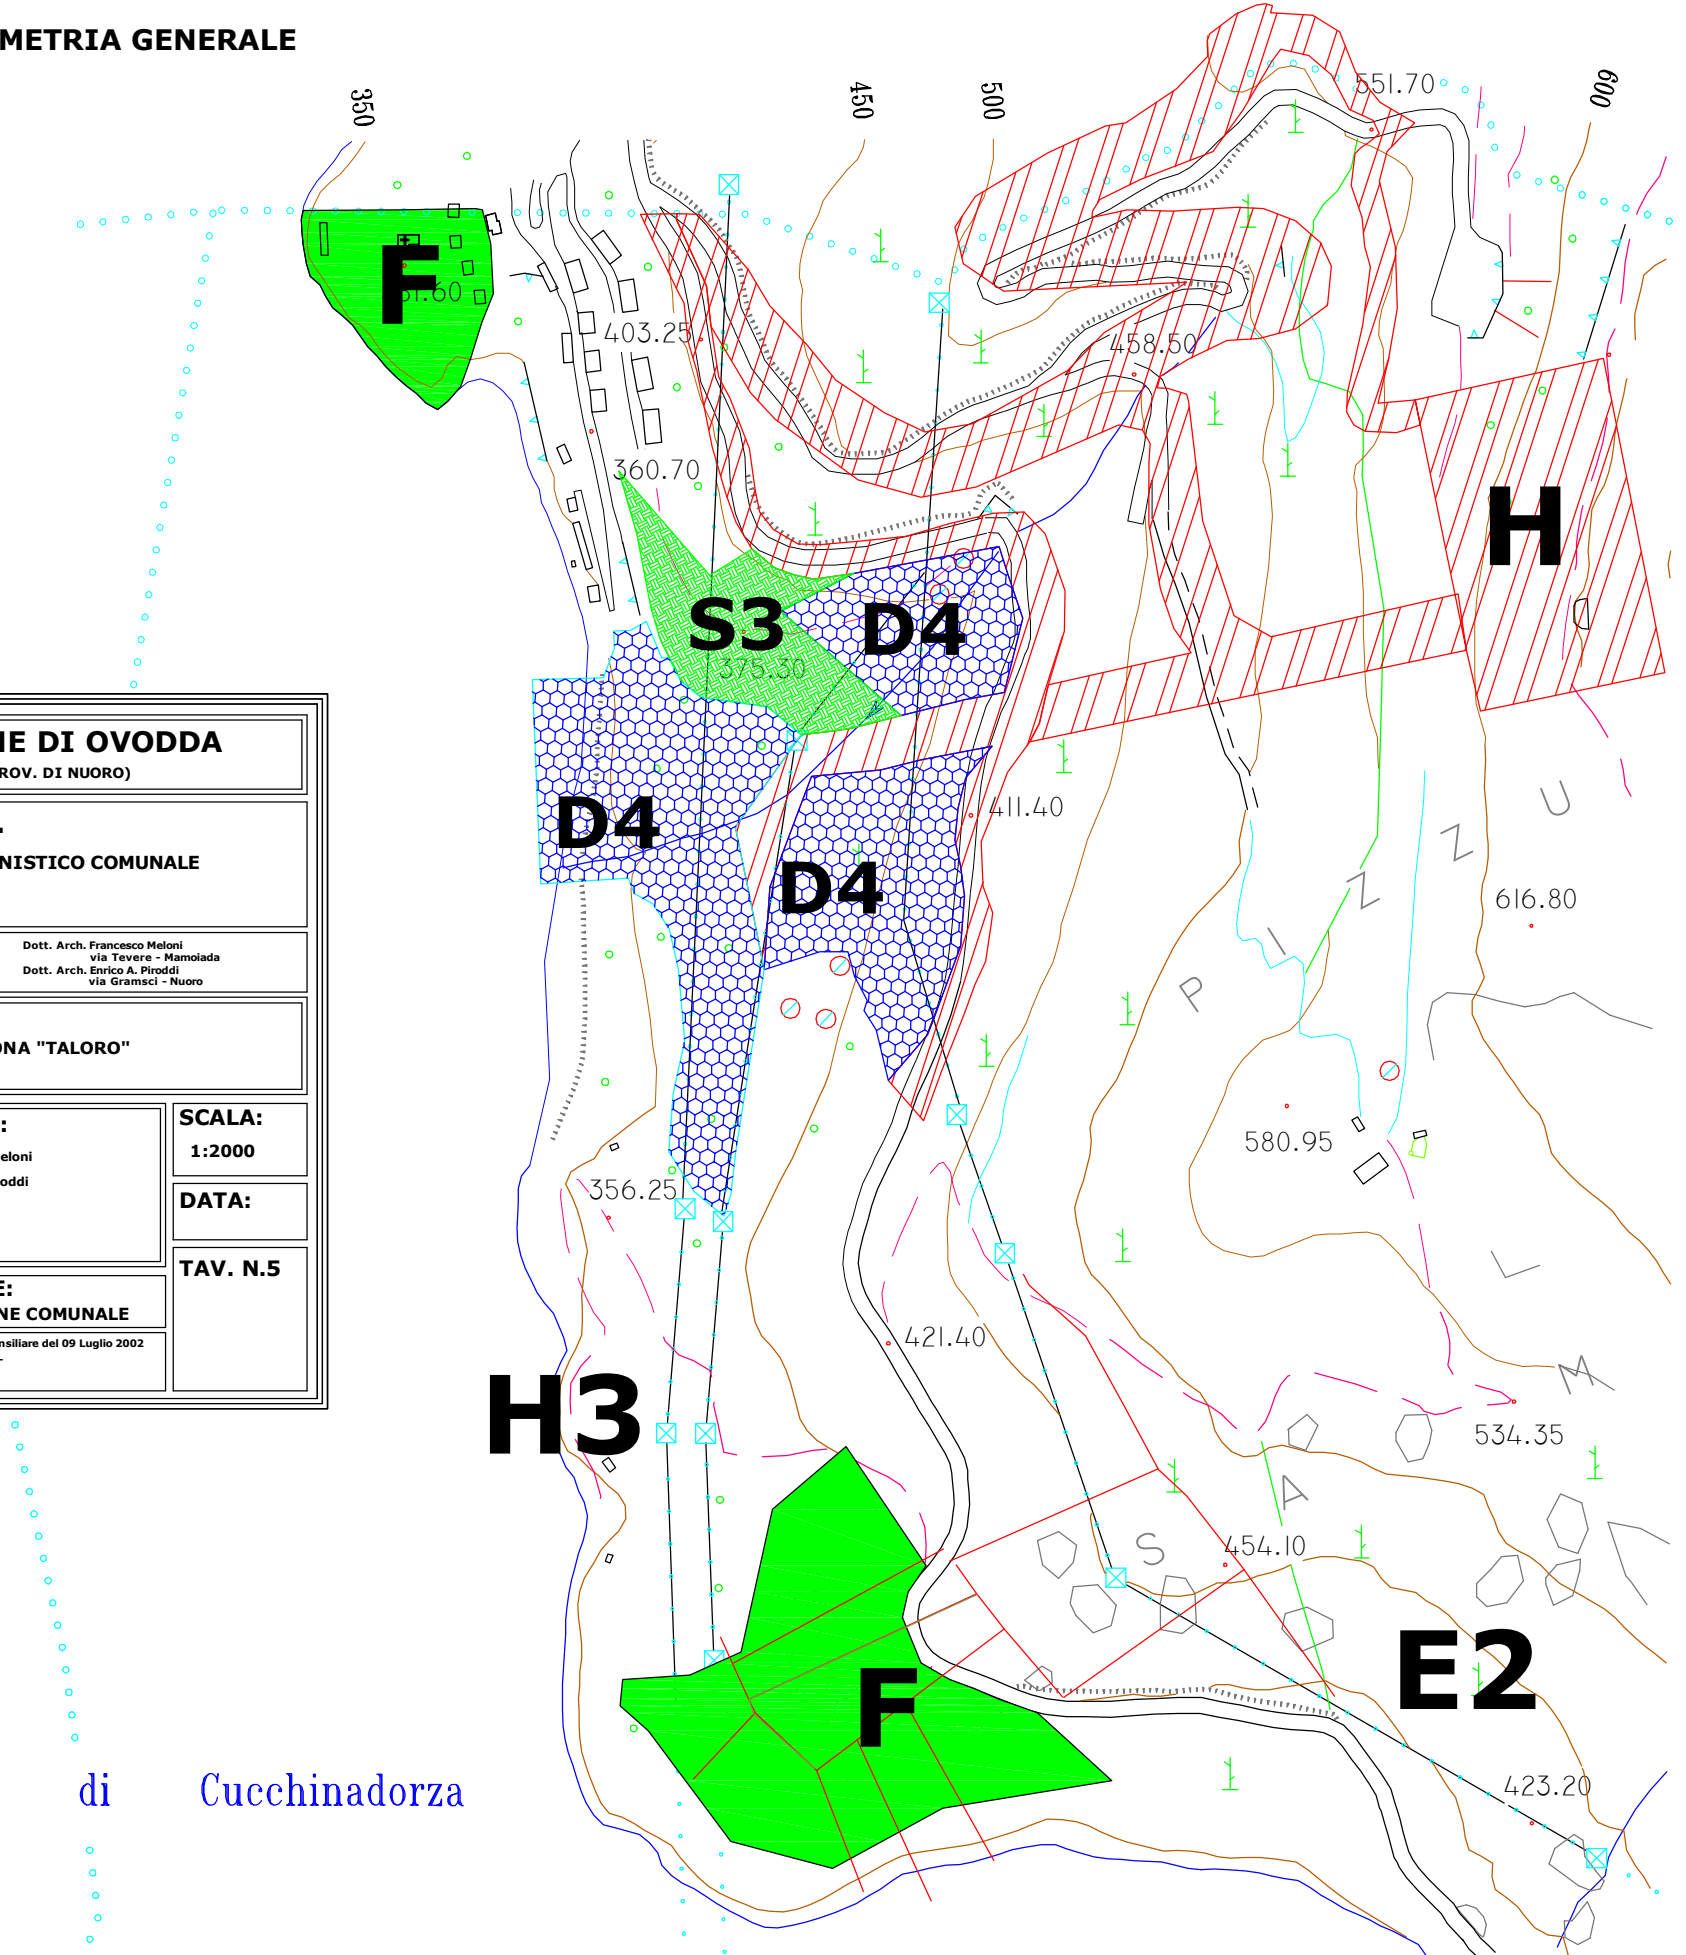 METRIA GENERALE
350
450
500
600
551.70
F
403.25
458.50
360.70
H
S3
D4
375.30
E DI OVODDA
ROV. DI NUORO)
D4
411.40
D4
NISTICO COMUNALE
616.80
P I Z Z U
Dott. Arch. Francesco Meloni
via Tevere - Mamoiada
Dott. Arch. Enrico A. Piroddi
via Gramsci - Nuoro
ONA "TALORO"
SCALA:
1:2000
eloni
oddi
580.95
DATA:
356.25
TAV. N.5
E:
NE COMUNALE
nsiliare del 09 Luglio 2002
421.40
H3
534.35
S A L M
454.10
E2
F
di Cucchinadorza
423.20